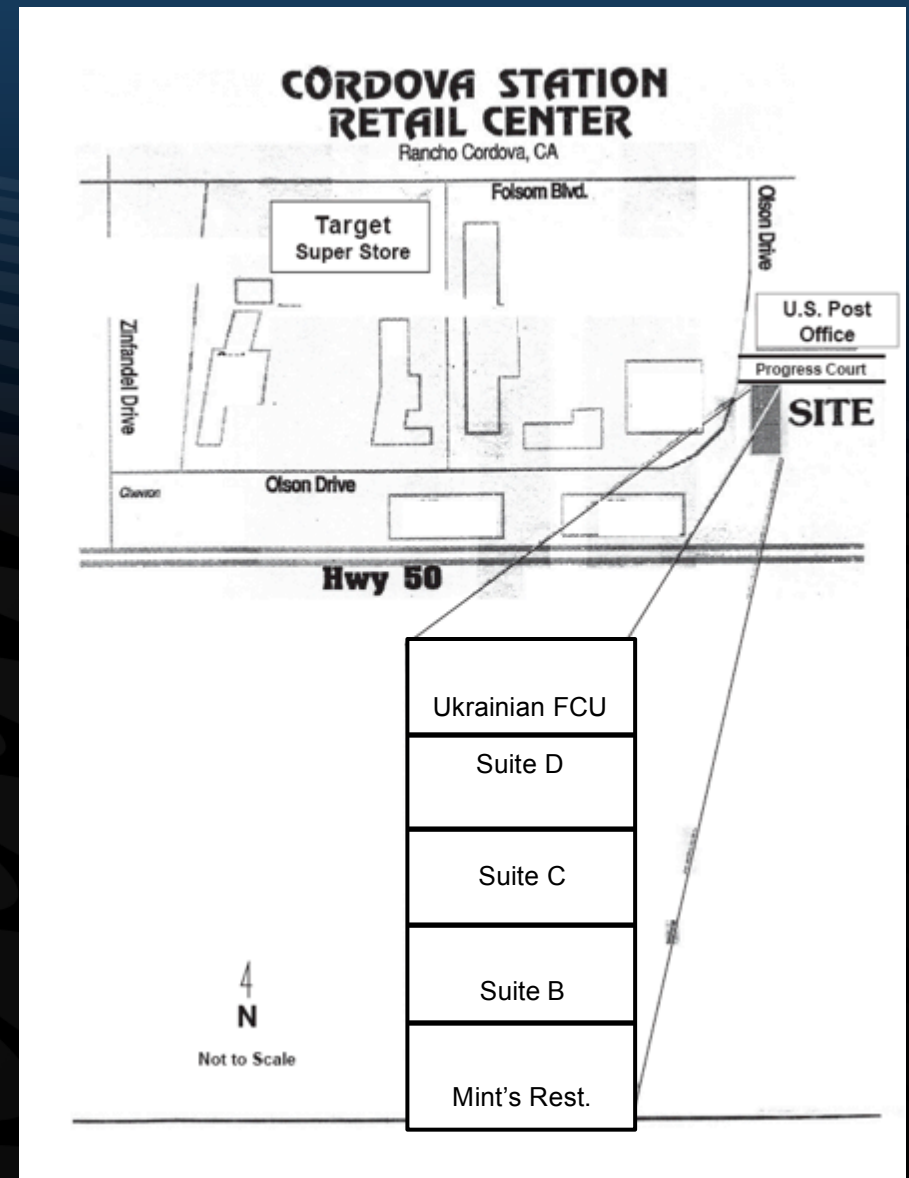 CORDOVA STATION
RETAIL CENTER
Rancho Cordova, CA
Folsom Blvd.
Olson Drive
Target
Super Store
U.S. Post
Office
Zinfandel Drive
Progress Court
SITE
Chevron
Olson Drive
Hwy 50
Ukrainian FCU
Suite D
Suite C
Suite B
4
N
Not to Scale
Mint's Rest.